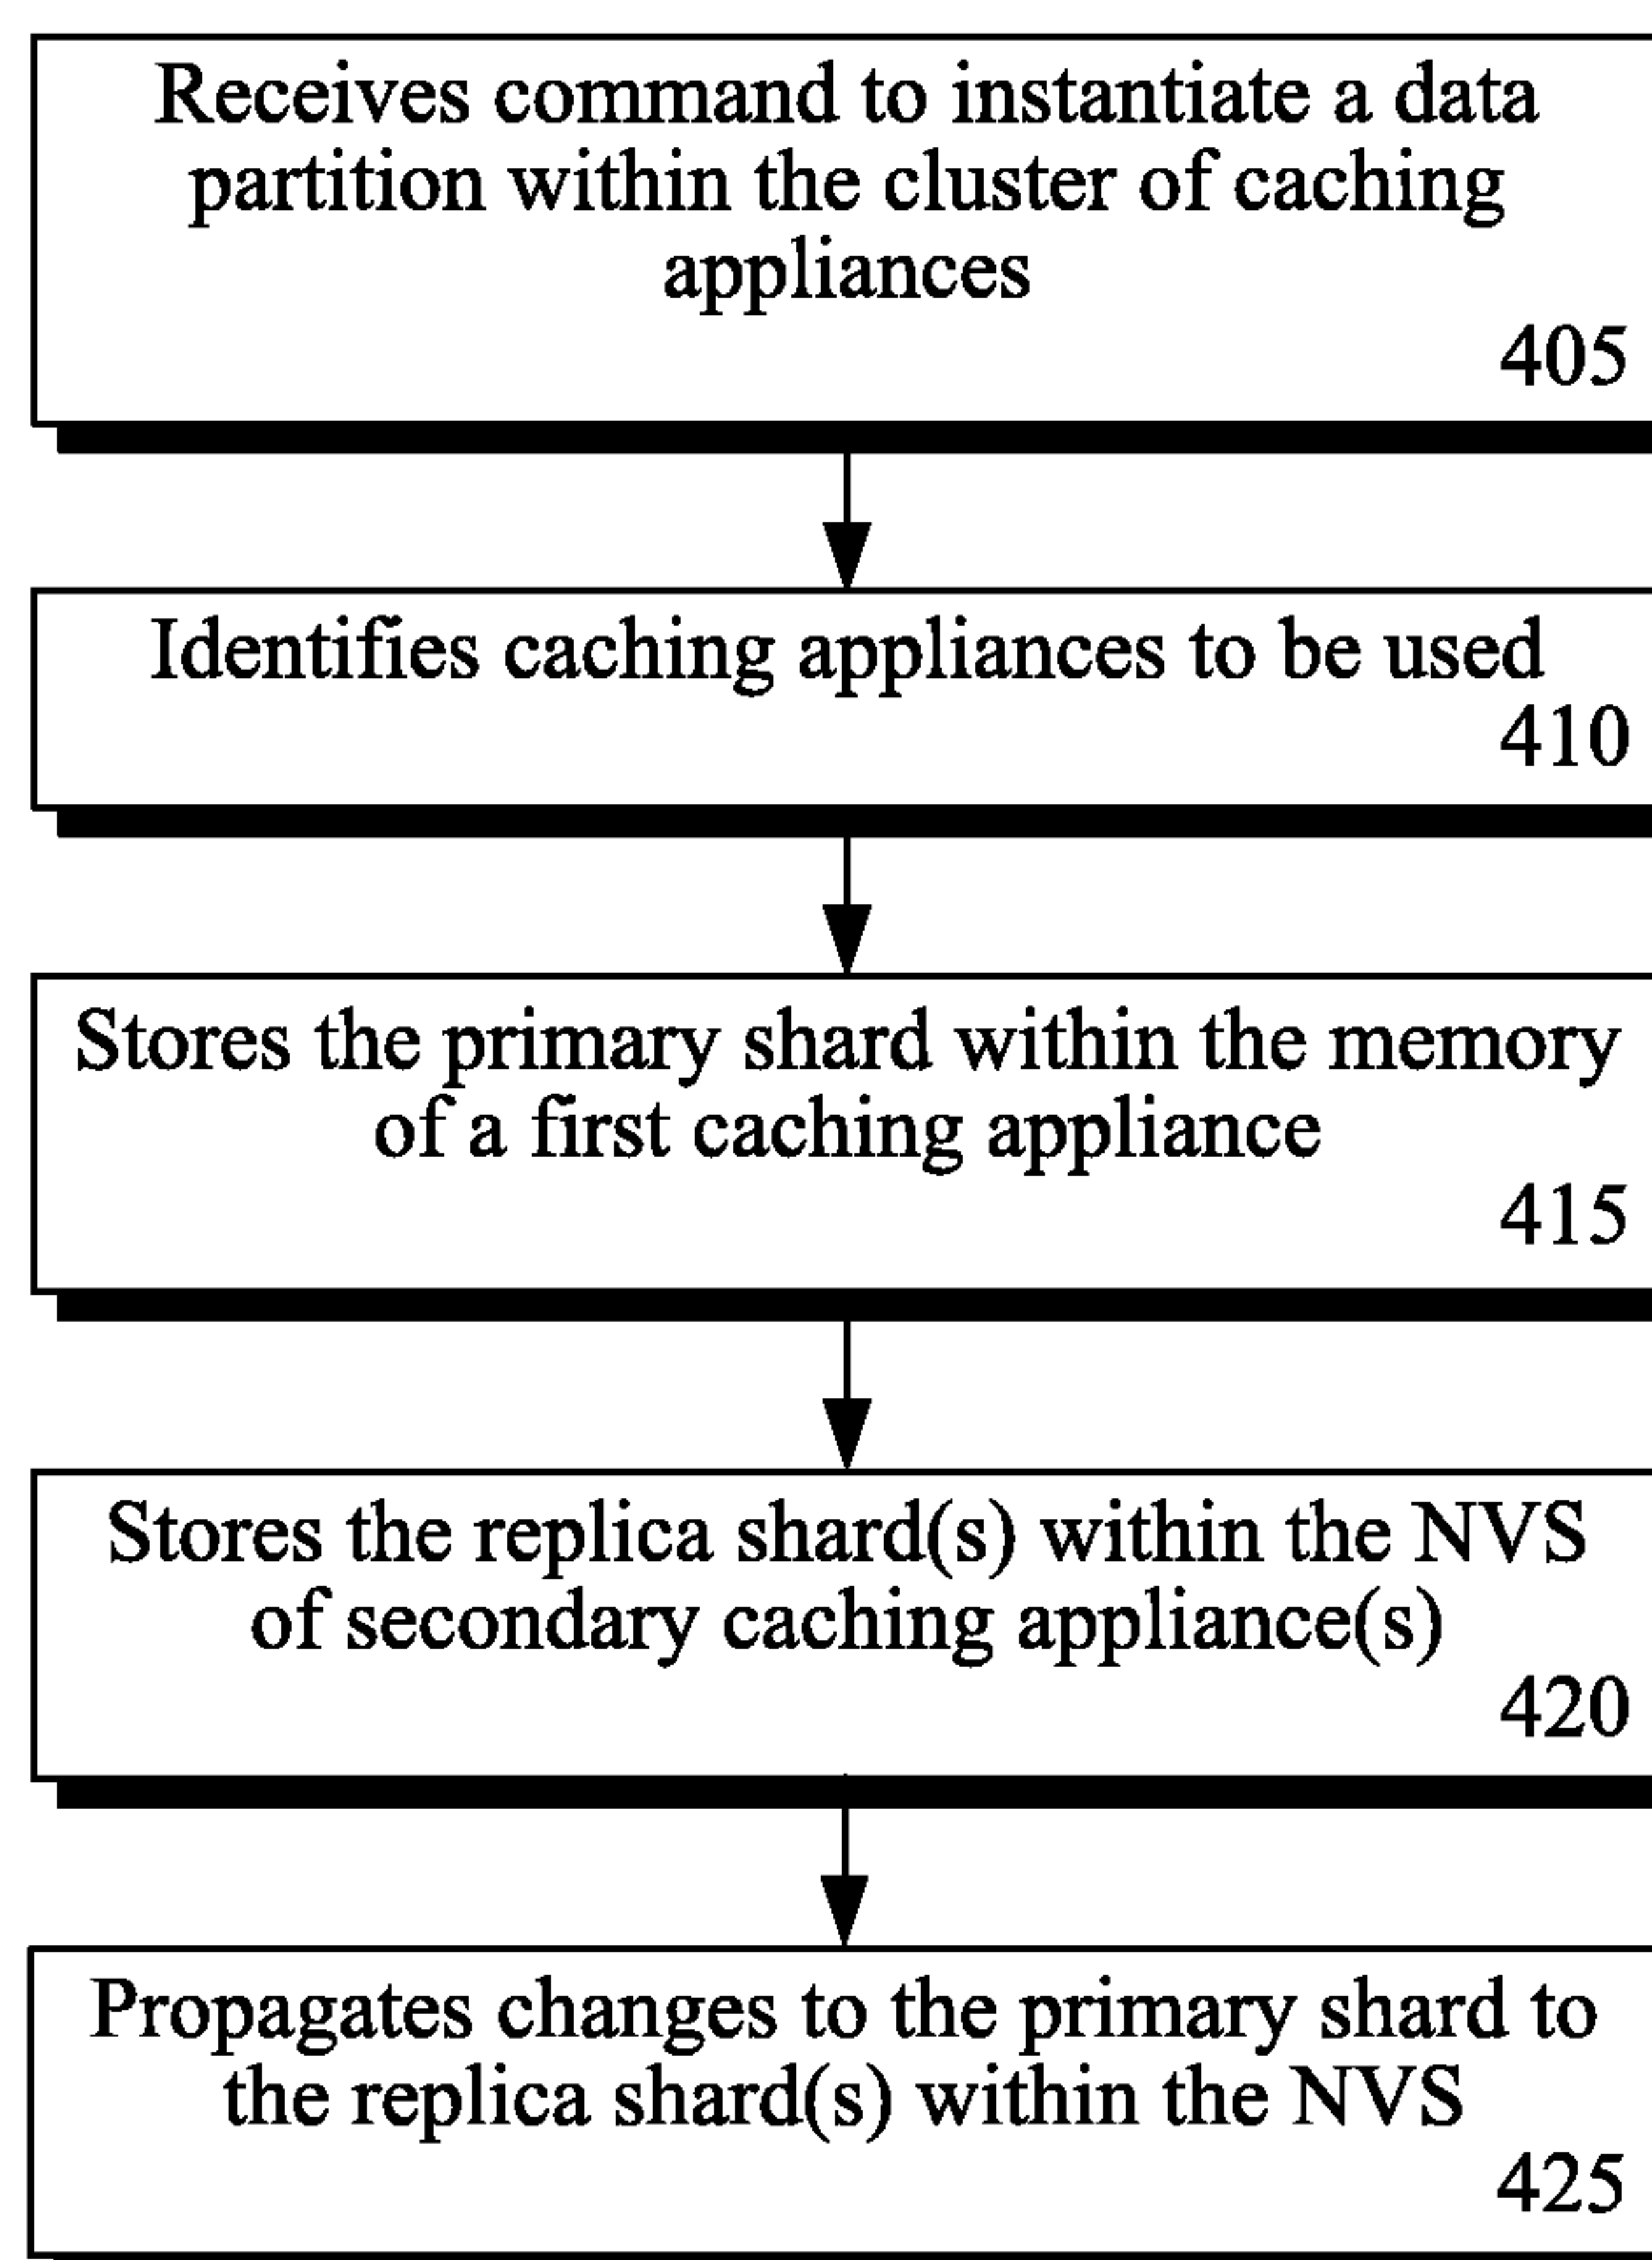 Receives command to instantiate a data
partition within the cluster of caching
appliances
405
Identifies caching appliances to be used
410
Stores the primary shard within the memory
of a first caching appliance
415
Stores the replica shard(s) within the NVS
of secondary caching appliance(s)
420
Propagates changes to the primary shard to
the replica shard(s) within the NVS
425